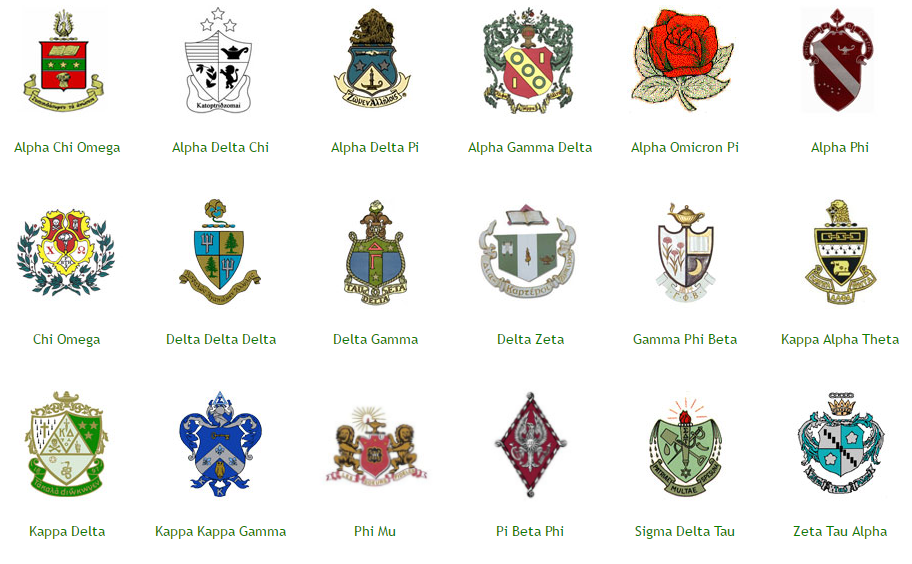 Katoptridzomai
Alpha Chi Omega
Alpha Delta Chi
Alpha Delta Pi
Alpha Gamma Delta
Alpha Omicron Pi
Alpha Phi
Χ Ω
Chi Omega
Delta Delta Delta
Delta Gamma
Delta Zeta
Gamma Phi Beta
Kappa Alpha Theta
Κ Δ
MULTAE
Kappa Delta
Kappa Kappa Gamma
Phi Mu
Pi Beta Phi
Sigma Delta Tau
Zeta Tau Alpha